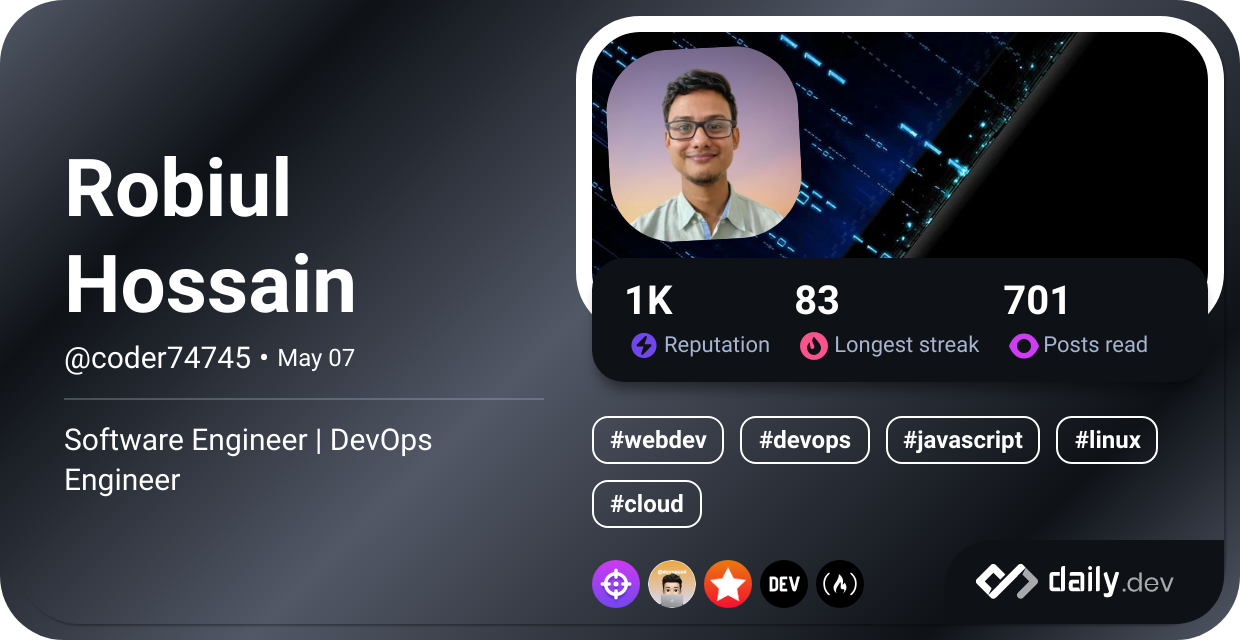 Robiul
Hossain
@coder74745 • May 07
Software Engineer | DevOps
Engineer
1K
83
701
Reputation
Longest streak
Posts read
#webdev
#devops
#javascript
#linux
#cloud
DEV
daily.dev